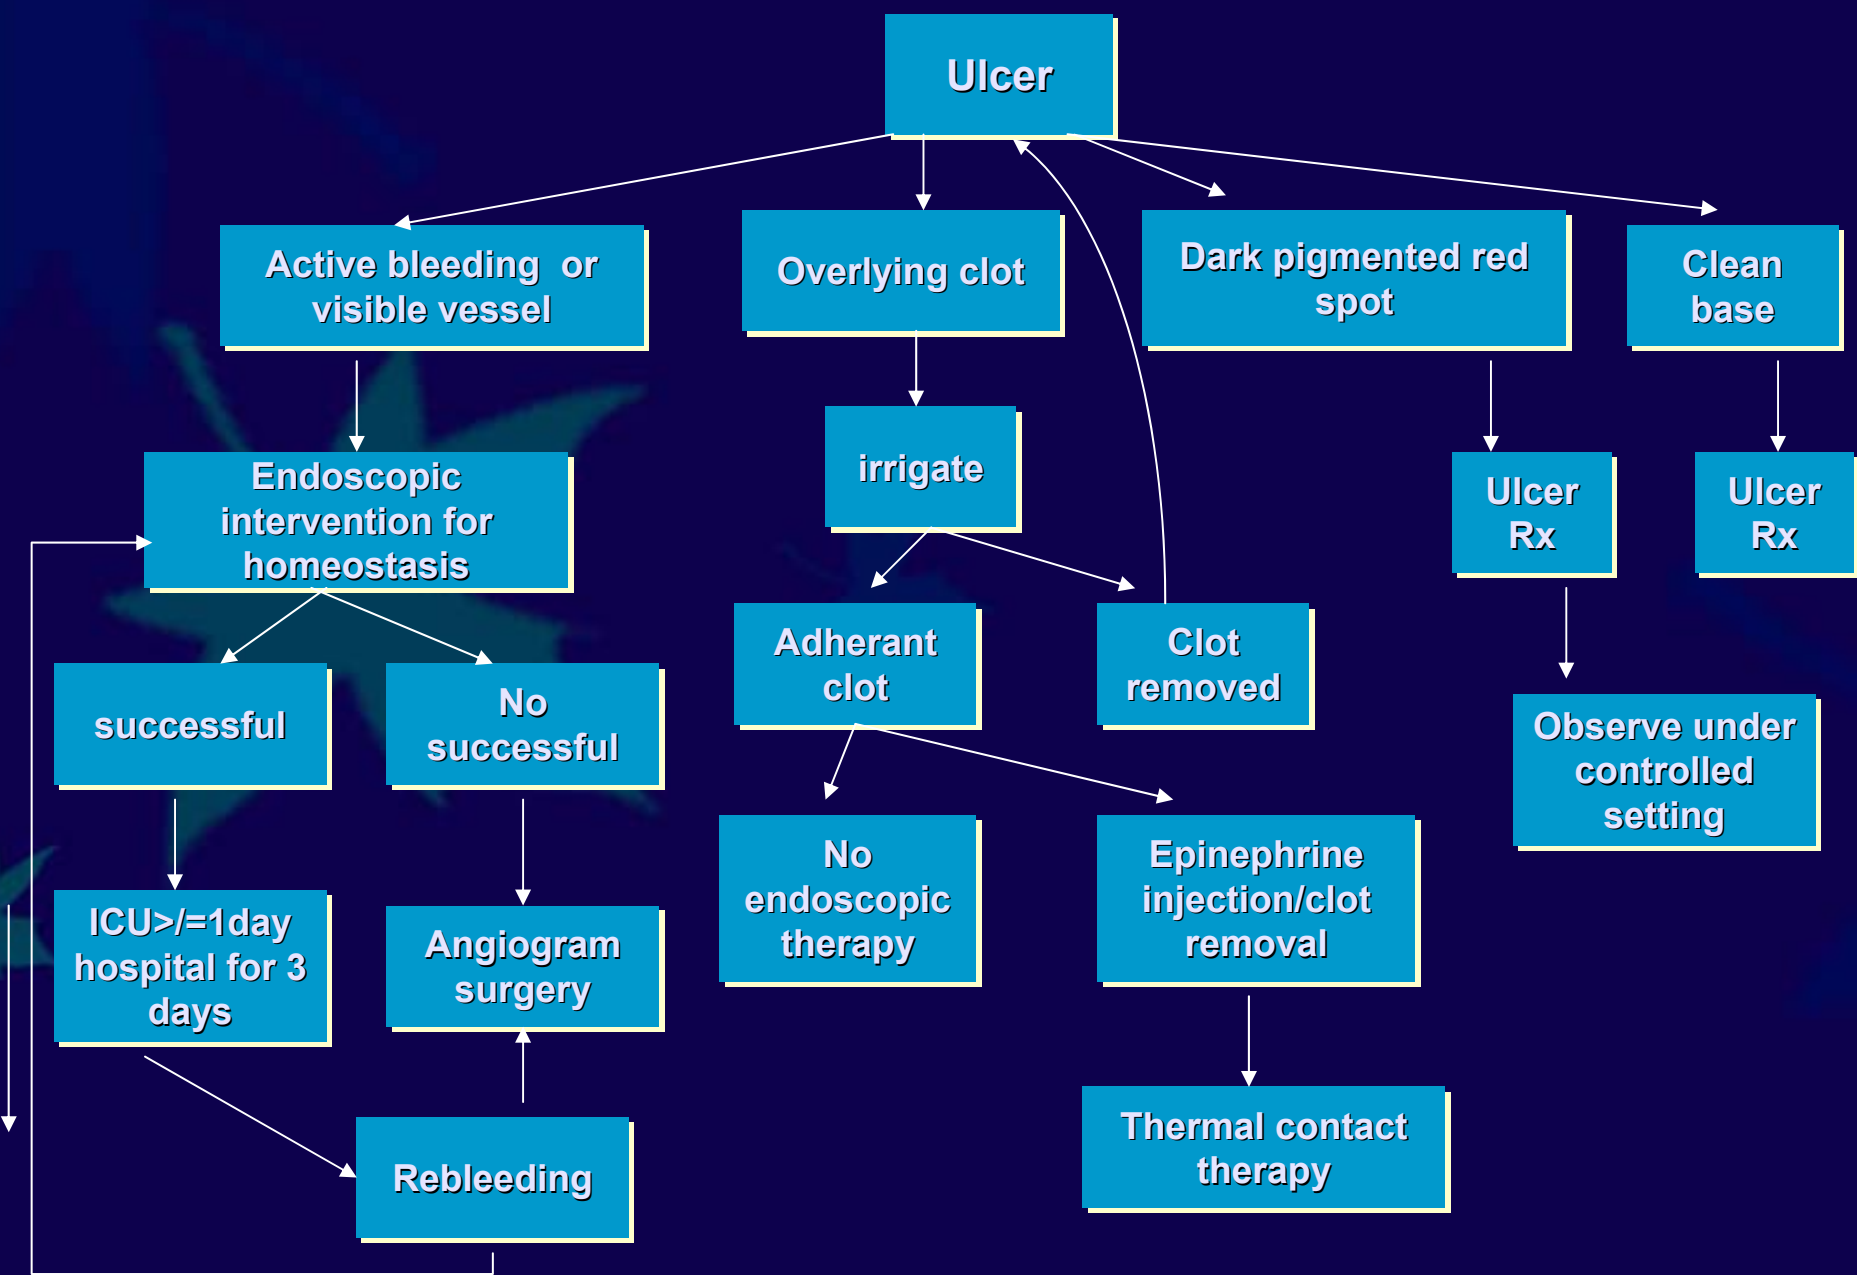 Ulcer
Active bleeding  or
visible vessel
Overlying clot
Dark pigmented red
spot
Clean
base
Endoscopic
intervention for
homeostasis
irrigate
Ulcer
Rx
Ulcer
Rx
successful
No
successful
Adherant
clot
Clot
removed
Observe under
controlled
setting
ICU>/=1day
hospital for 3
days
Angiogram
surgery
No
endoscopic
therapy
Epinephrine
injection/clot
removal
Rebleeding
Thermal contact
therapy